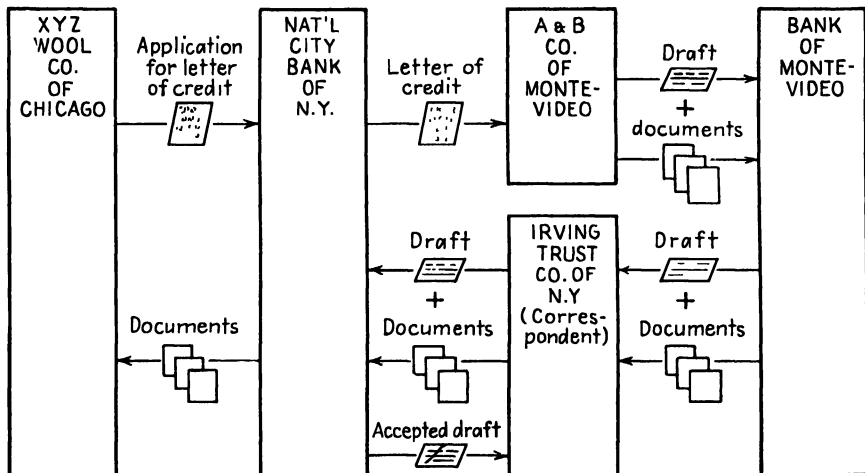 XYZ
WOOL
CO.
OF
CHICAGO
Application
for letter
of credit
NAT'L
CITY
BANK
OF
N.Y.
Letter of
credit
A & B
CO.
OF
MONTE-
VIDEO
Draft
+
documents
BANK
OF
MONTE-
VIDEO
Draft
+
Documents
IRVING
TRUST
CO. OF
N.Y
(Corres-
pondent)
Draft
+
Documents
Documents
Accepted draft